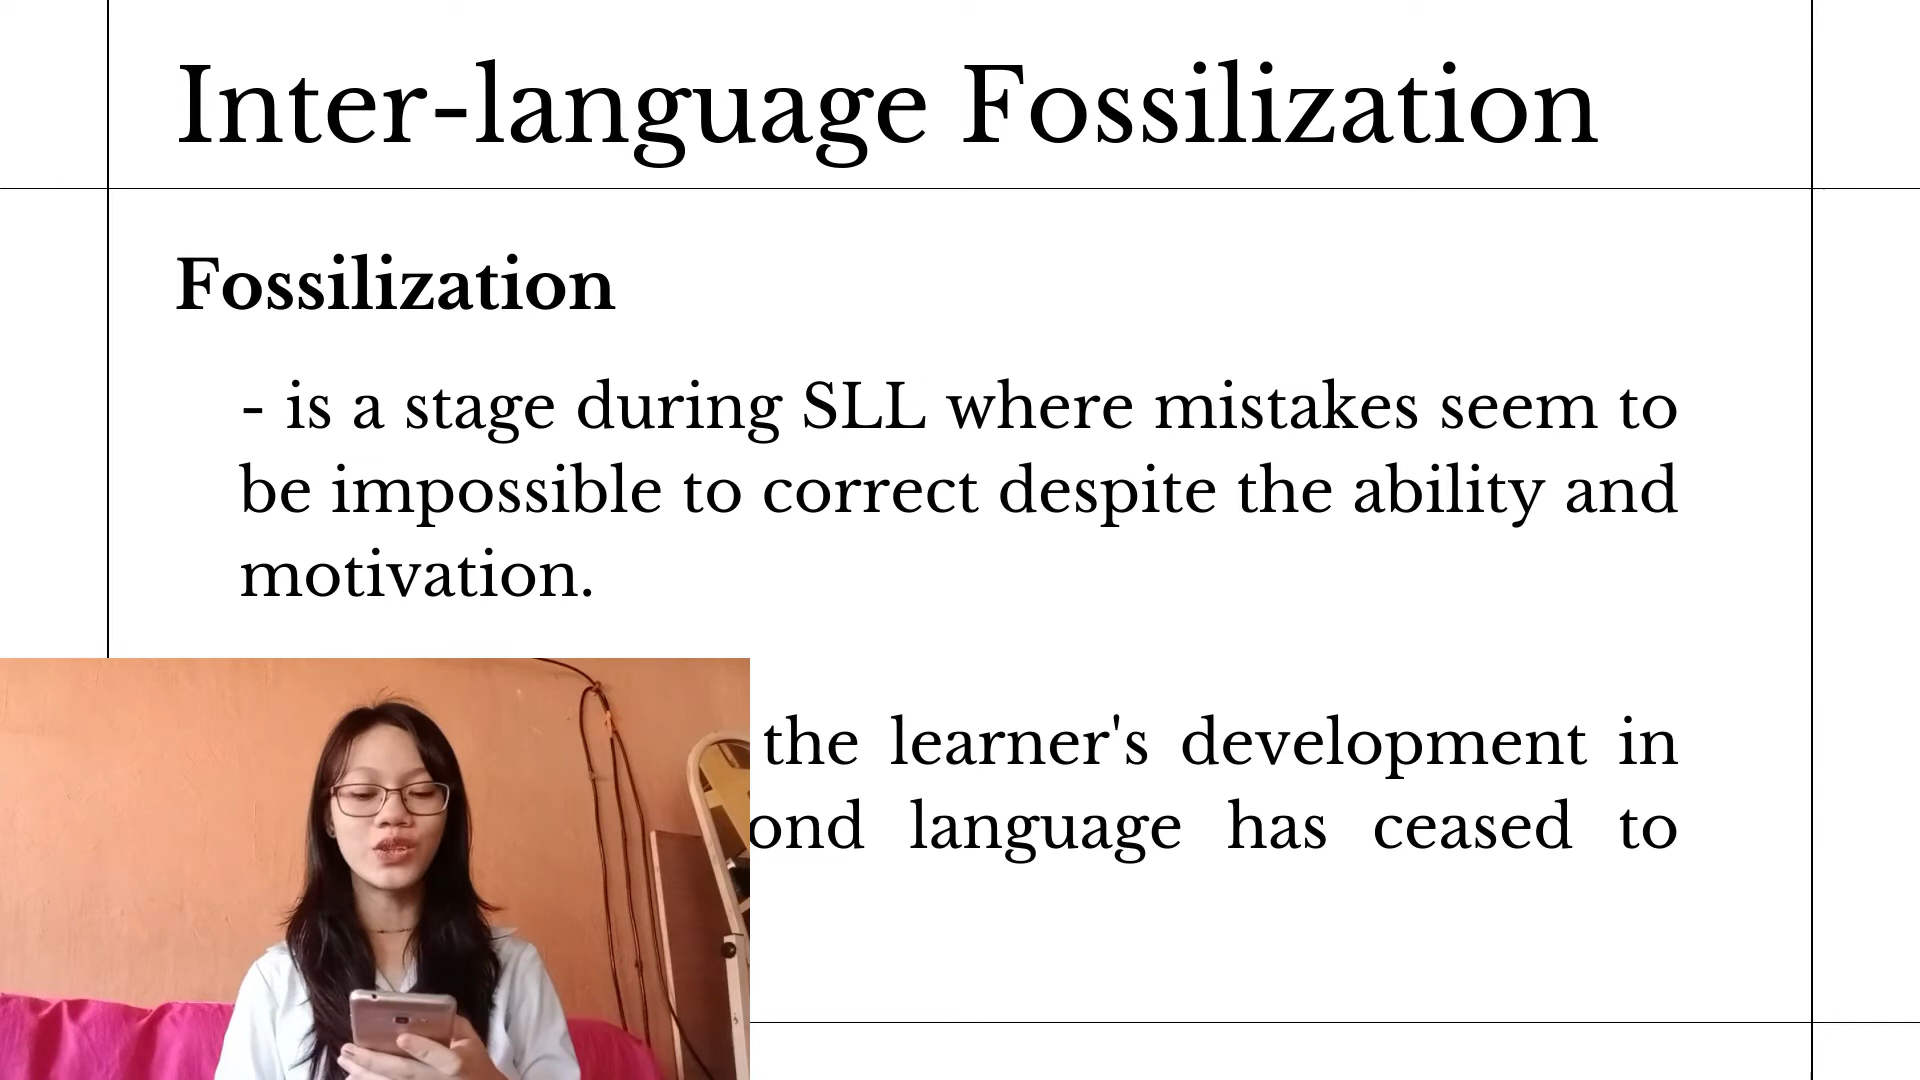 Inter-language Fossilization
Fossilization
- is a stage during SLL where mistakes seem to
be impossible to correct despite the ability and
motivation.
the learner's development in
language has ceased to